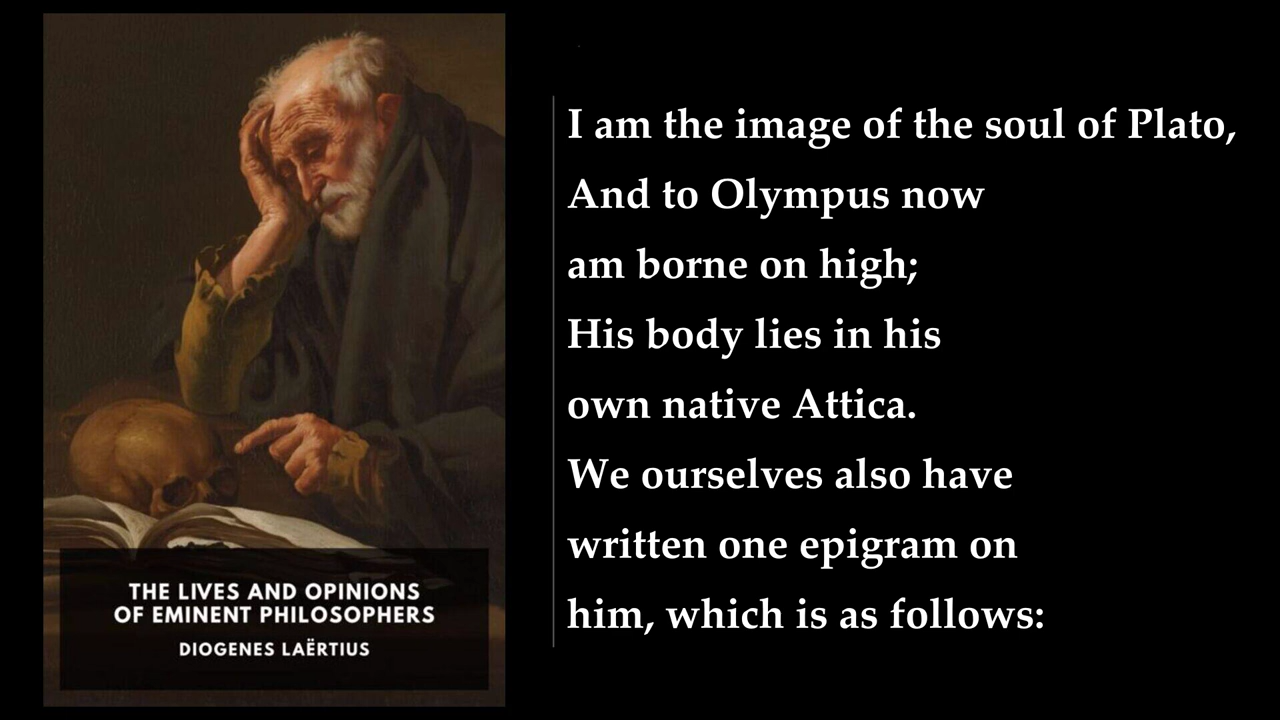 THE LIVES AND OPINIONS
OF EMINENT PHILOSOPHERS
DIOGENES LAËRTIUS
I am the image of the soul of Plato,
And to Olympus now
am borne on high;
His body lies in his
own native Attica.
We ourselves also have
written one epigram on
him, which is as follows: